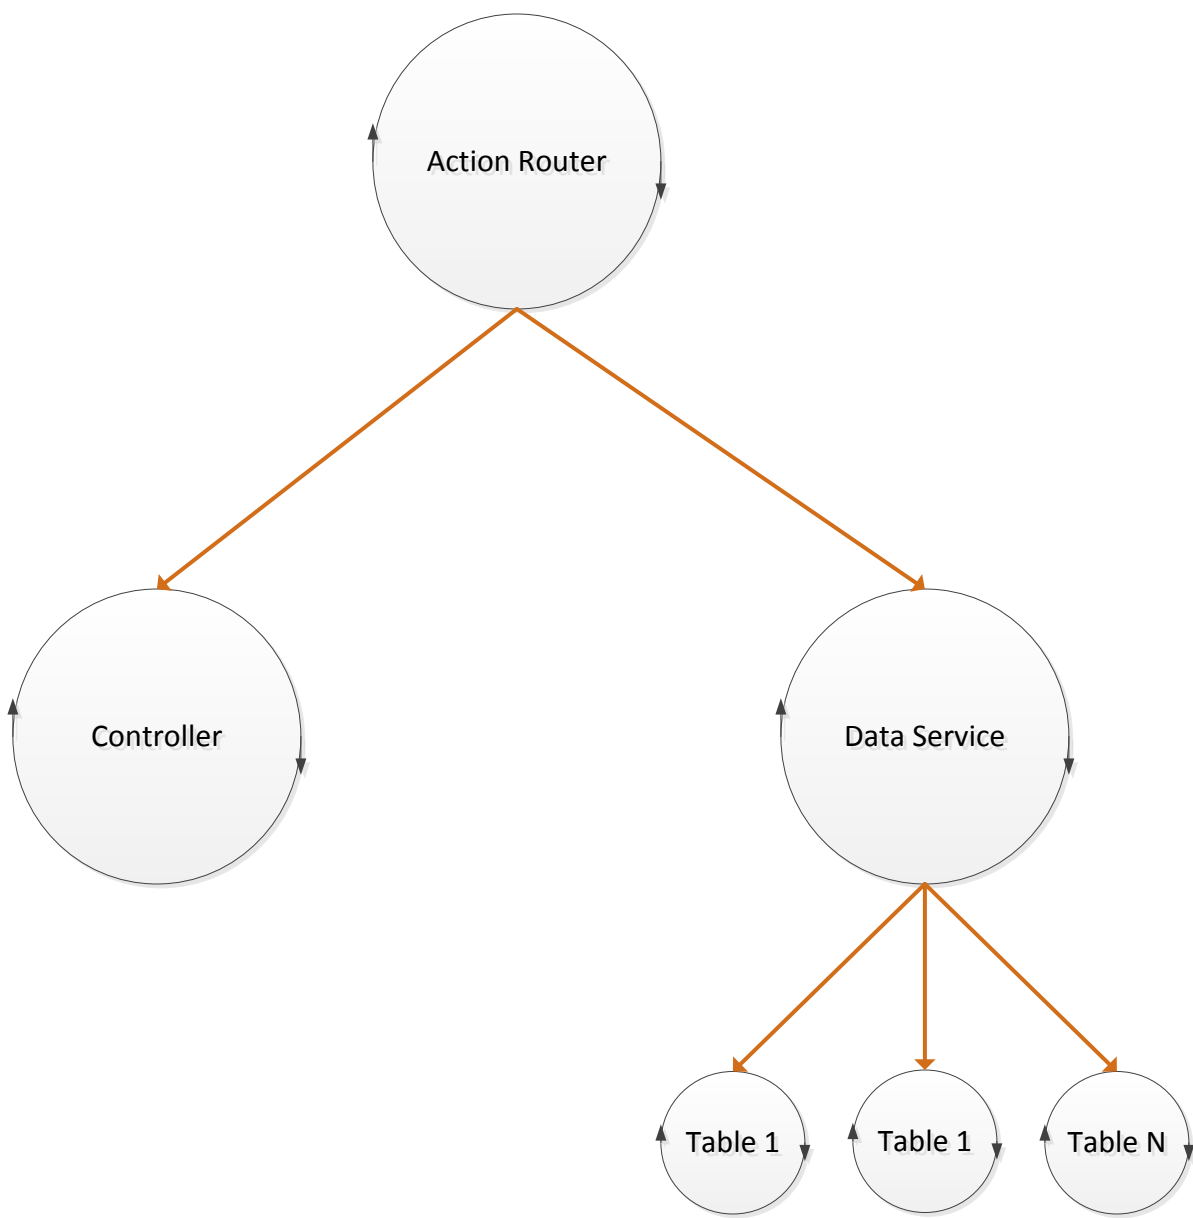 Action Router
Controller
Data Service
Table 1
Table 1
Table N